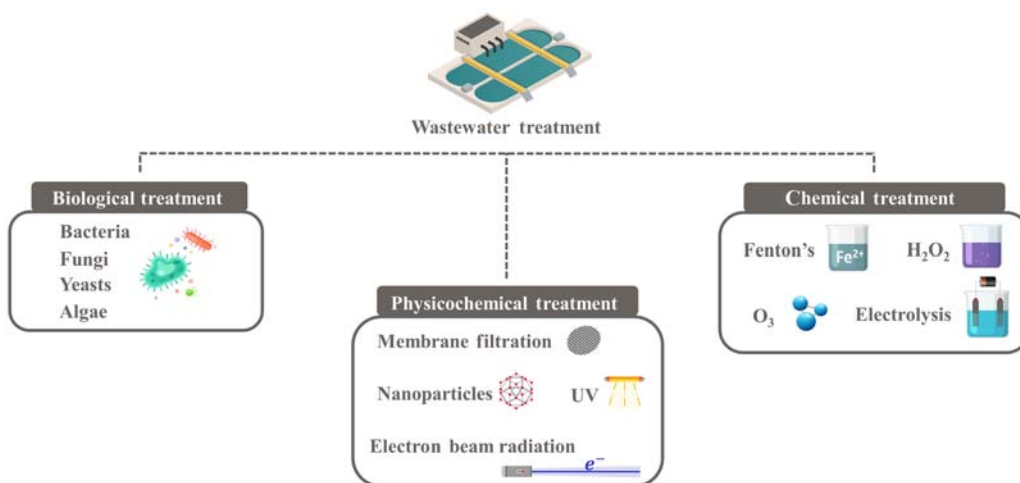 Wastewater treatment
Biological treatment
Bacteria
Fungi
Yeasts
Algae
Physicochemical treatment
Membrane filtration
Nanoparticles UV
Electron beam radiation
e⁻
Chemical treatment
Fenton's Fe²⁺ H₂O₂
O₃ Electrolysis